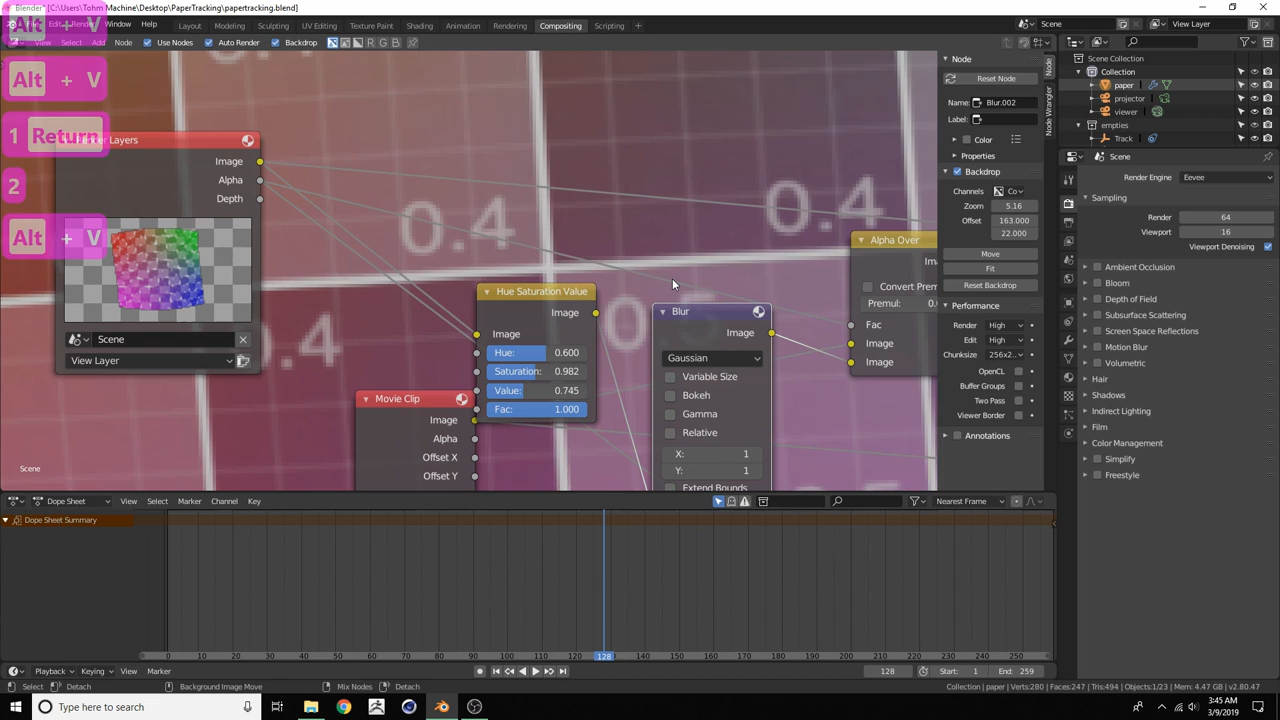 Blender [C:\Users\Tohm Machine\Desktop\PaperTracking\papertracking.blend]
Window Help
Layout Modeling Sculpting UV Editing Texture Paint Shading Animation Rendering Compositing Scripting +
Scene
View Layer
View Select Add Node Use Nodes Auto Render Backdrop R G B
Alt + V
Alt + V
1 Return
2
Alt + V
Layers
Image
Alpha
Depth
Scene
View Layer
0.4
0.4
0.4
Hue Saturation Value
Image
Image
Hue: 0.600
Saturation: 0.982
Value: 0.745
Fac: 1.000
Movie Clip
Image
Alpha
Offset X
Offset Y
Blur
Image
Gaussian
Variable Size
Bokeh
Gamma
Relative
X: 1
Y: 1
Extend Bounds
Alpha Over
Convert Prem
Premul:
Fac
Image
Image
Scene
Node
Reset Node
Name: Blur.002
Label:
Color
Properties
Backdrop
Channels Co
Zoom 5.16
Offset 163.000
22.000
Move
Fit
Reset Backdrop
Performance
Render High
Edit High
Chunksize 256x2...
OpenCL
Buffer Groups
Two Pass
Viewer Border
Annotations
Node
Node Wrangler
Scene Collection
Collection
paper
projector
viewer
empties
Track
Scene
Render Engine Eevee
Sampling
Render 64
Viewport 16
Viewport Denoising
Ambient Occlusion
Bloom
Depth of Field
Subsurface Scattering
Screen Space Reflections
Motion Blur
Volumetric
Hair
Shadows
Indirect Lighting
Film
Color Management
Simplify
Freestyle
Dope Sheet View Select Marker Channel Key Nearest Frame
Dope Sheet Summary
0 10 20 30 40 50 60 70 80 90 100 110 120 128 140 150 160 170 180 190 200 210 220 230 240 250
Playback Keying View Marker 128 Start: 1 End: 259
Select Detach Background Image Move Mix Nodes Detach Collection | paper | Verts:280 | Faces:247 | Tris:494 | Objects:1/23 | Mem: 4.47 GB | v2.80.47
Type here to search
3:45 AM
3/9/2019